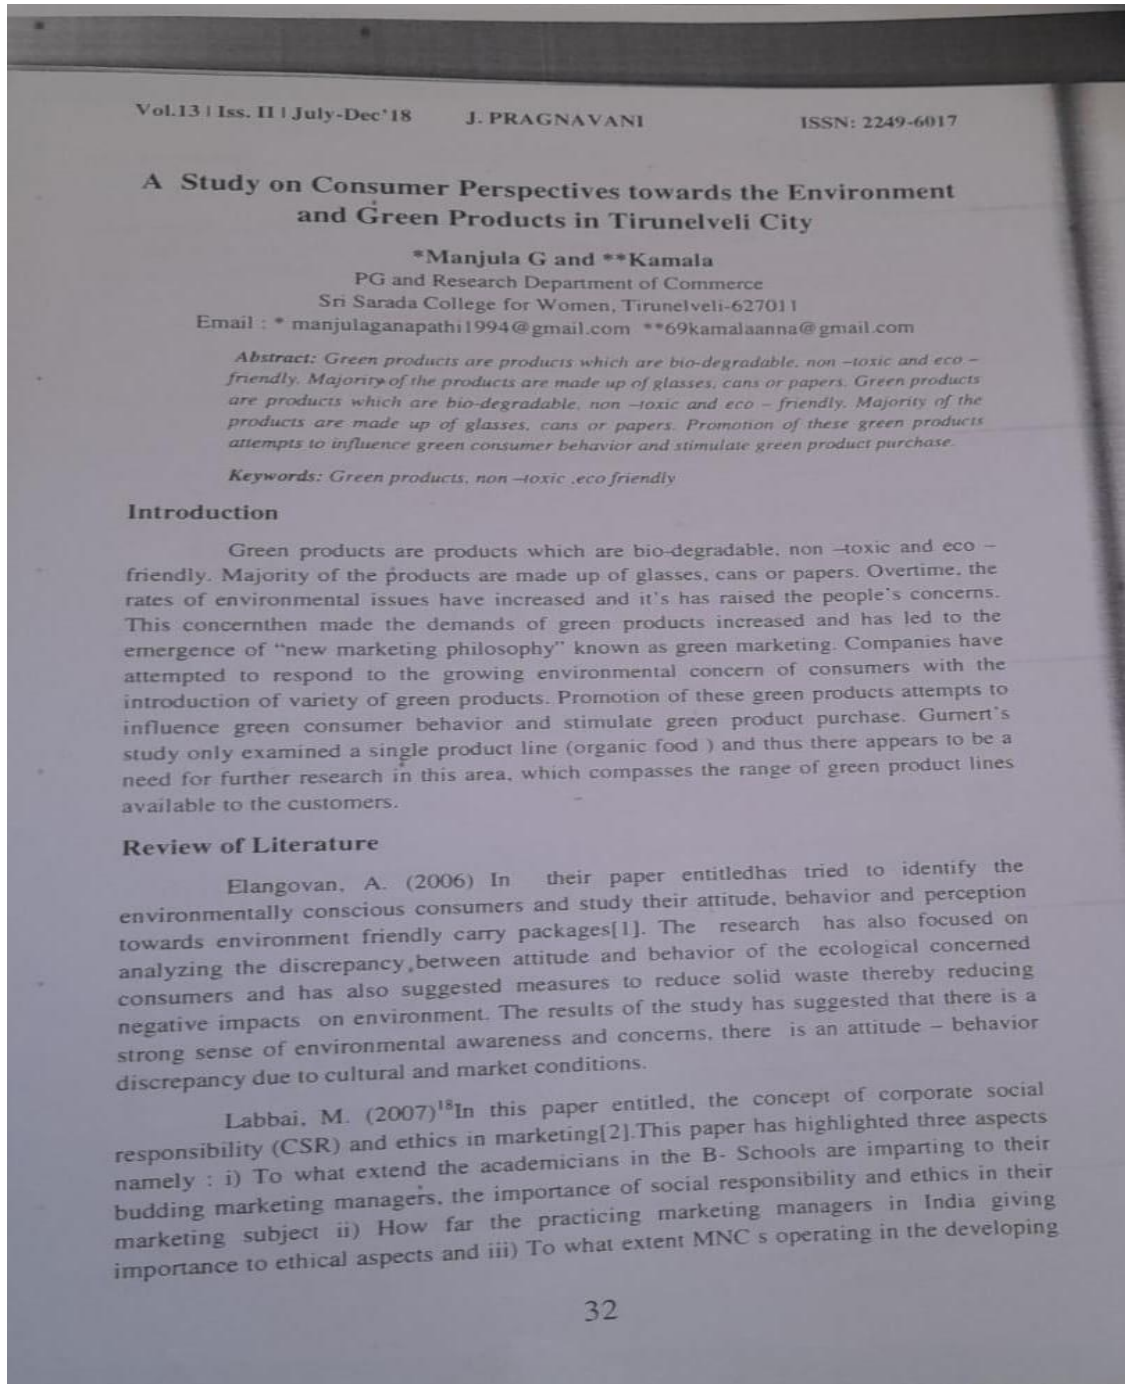 Vol.13 | Iss. II | July-Dec'18 J. PRAGNAVANI ISSN: 2249-6017
A Study on Consumer Perspectives towards the Environment
and Green Products in Tirunelveli City
*Manjula G and **Kamala
PG and Research Department of Commerce
Sri Sarada College for Women, Tirunelveli-627011
Email : * manjulaganapathi1994@gmail.com **69kamalaanna@gmail.com
Abstract: Green products are products which are bio-degradable, non –toxic and eco –
friendly. Majority of the products are made up of glasses, cans or papers. Green products
are products which are bio-degradable, non –toxic and eco – friendly. Majority of the
products are made up of glasses, cans or papers. Promotion of these green products
attempts to influence green consumer behavior and stimulate green product purchase.
Keywords: Green products, non –toxic ,eco friendly
Introduction
Green products are products which are bio-degradable, non –toxic and eco –
friendly. Majority of the products are made up of glasses, cans or papers. Overtime, the
rates of environmental issues have increased and it's has raised the people's concerns.
This concernthen made the demands of green products increased and has led to the
emergence of "new marketing philosophy" known as green marketing. Companies have
attempted to respond to the growing environmental concern of consumers with the
introduction of variety of green products. Promotion of these green products attempts to
influence green consumer behavior and stimulate green product purchase. Gurnert's
study only examined a single product line (organic food ) and thus there appears to be a
need for further research in this area, which compasses the range of green product lines
available to the customers.
Review of Literature
Elangovan, A. (2006) In their paper entitledhas tried to identify the
environmentally conscious consumers and study their attitude, behavior and perception
towards environment friendly carry packages[1]. The research has also focused on
analyzing the discrepancy between attitude and behavior of the ecological concerned
consumers and has also suggested measures to reduce solid waste thereby reducing
negative impacts on environment. The results of the study has suggested that there is a
strong sense of environmental awareness and concerns, there is an attitude – behavior
discrepancy due to cultural and market conditions.
Labbai, M. (2007)18In this paper entitled, the concept of corporate social
responsibility (CSR) and ethics in marketing[2].This paper has highlighted three aspects
namely : i) To what extend the academicians in the B- Schools are imparting to their
budding marketing managers, the importance of social responsibility and ethics in their
marketing subject ii) How far the practicing marketing managers in India giving
importance to ethical aspects and iii) To what extent MNC s operating in the developing
32